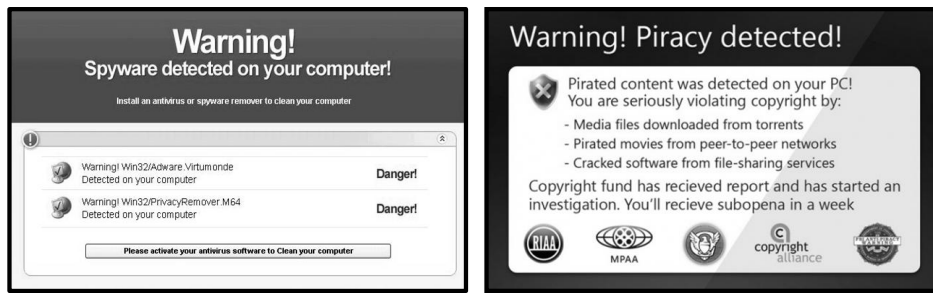 Warning!
Spyware detected on your computer!
Install an antivirus or spyware remover to clean your computer
Warning! Win32/Adware.Virtumonde
Detected on your computer
Danger!
Warning! Win32/PrivacyRemover.M64
Detected on your computer
Danger!
Please activate your antivirus software to Clean your computer
Warning! Piracy detected!
Pirated content was detected on your PC!
You are seriously violating copyright by:
- Media files downloaded from torrents
- Pirated movies from peer-to-peer networks
- Cracked software from file-sharing services
Copyright fund has recieved report and has started an
investigation. You'll recieve subopena in a week
RIAA
MPAA
copyright
alliance